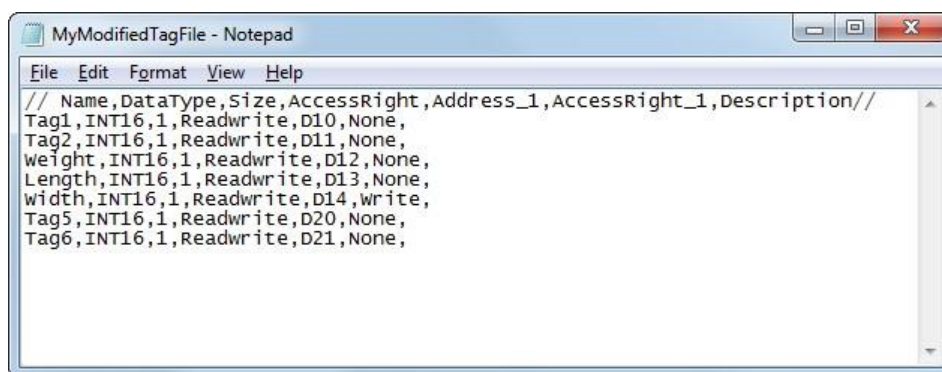 MyModifiedTagFile - Notepad
File Edit Format View Help
// Name,DataType,Size,AccessRight,Address_1,AccessRight_1,Description//
Tag1,INT16,1,Readwrite,D10,None,
Tag2,INT16,1,Readwrite,D11,None,
Weight,INT16,1,Readwrite,D12,None,
Length,INT16,1,Readwrite,D13,None,
Width,INT16,1,Readwrite,D14,Write,
Tag5,INT16,1,Readwrite,D20,None,
Tag6,INT16,1,Readwrite,D21,None,